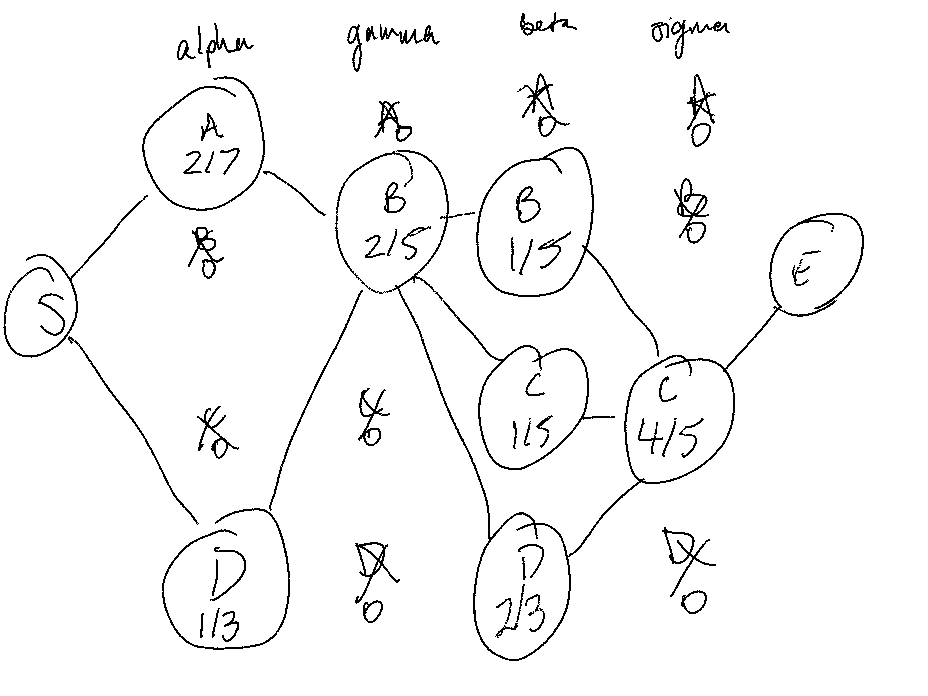 alpha gamma beta sigma
A A A A
2/7 0 0 0
B B B B
0 2/5 1/5 0
S E
C C C C
0 0 1/5 4/5
D D D D
1/3 0 2/3 0